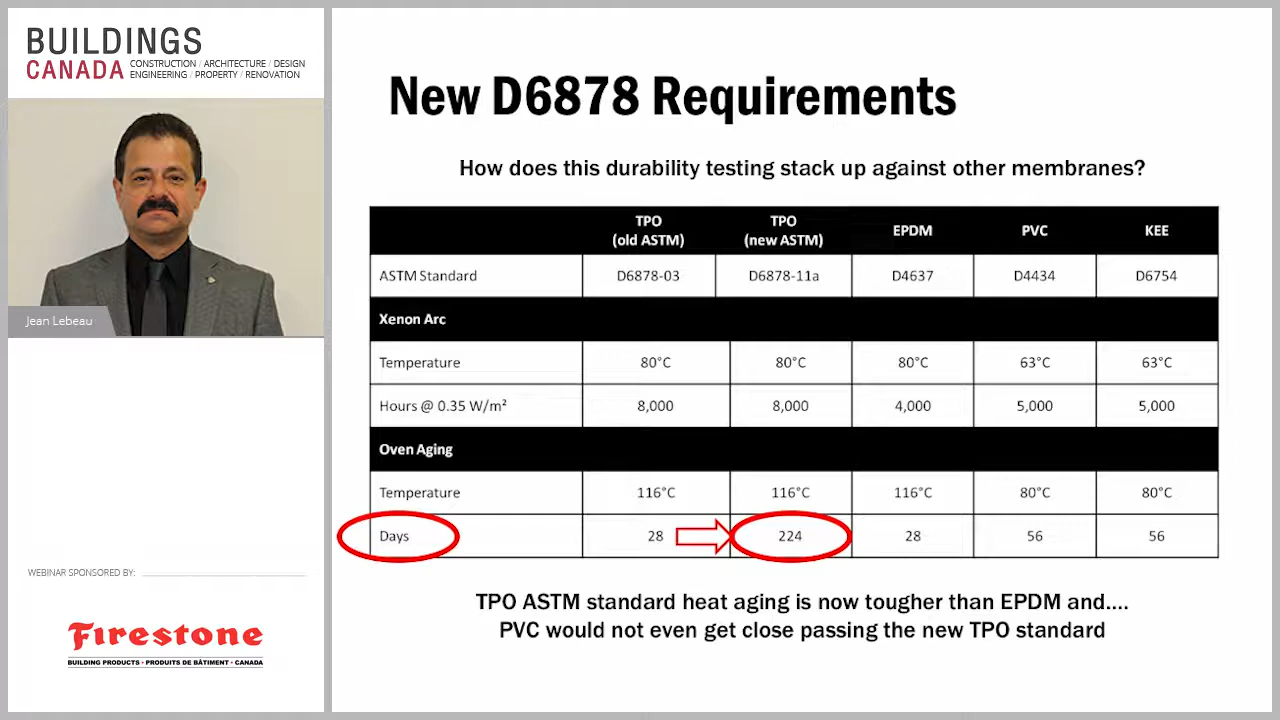 BUILDINGS
CANADA
CONSTRUCTION / ARCHITECTURE / DESIGN
ENGINEERING / PROPERTY / RENOVATION
Jean Lebeau
WEBINAR SPONSORED BY:
Firestone
BUILDING PRODUCTS • PRODUITS DE BÂTIMENT • CANADA
New D6878 Requirements
How does this durability testing stack up against other membranes?
TPO (old ASTM) TPO (new ASTM) EPDM PVC KEE
ASTM Standard D6878-03 D6878-11a D4637 D4434 D6754
Xenon Arc
Temperature 80°C 80°C 80°C 63°C 63°C
Hours @ 0.35 W/m² 8,000 8,000 4,000 5,000 5,000
Oven Aging
Temperature 116°C 116°C 116°C 80°C 80°C
Days 28 224 28 56 56
TPO ASTM standard heat aging is now tougher than EPDM and....
PVC would not even get close passing the new TPO standard